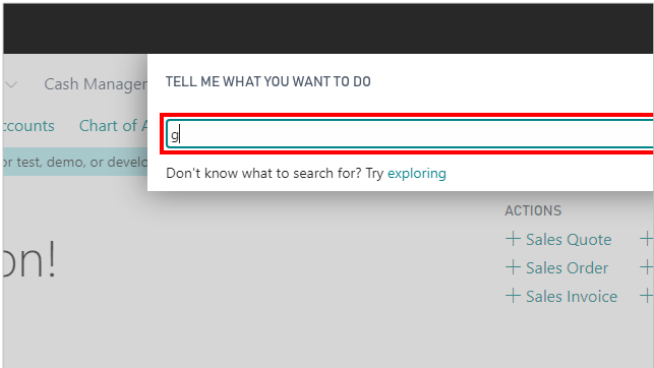 Cash Manager
TELL ME WHAT YOU WANT TO DO
ccounts Chart of A
g
or test, demo, or develo
Don't know what to search for? Try exploring
ACTIONS
+ Sales Quote +
on!
+ Sales Order +
+ Sales Invoice +